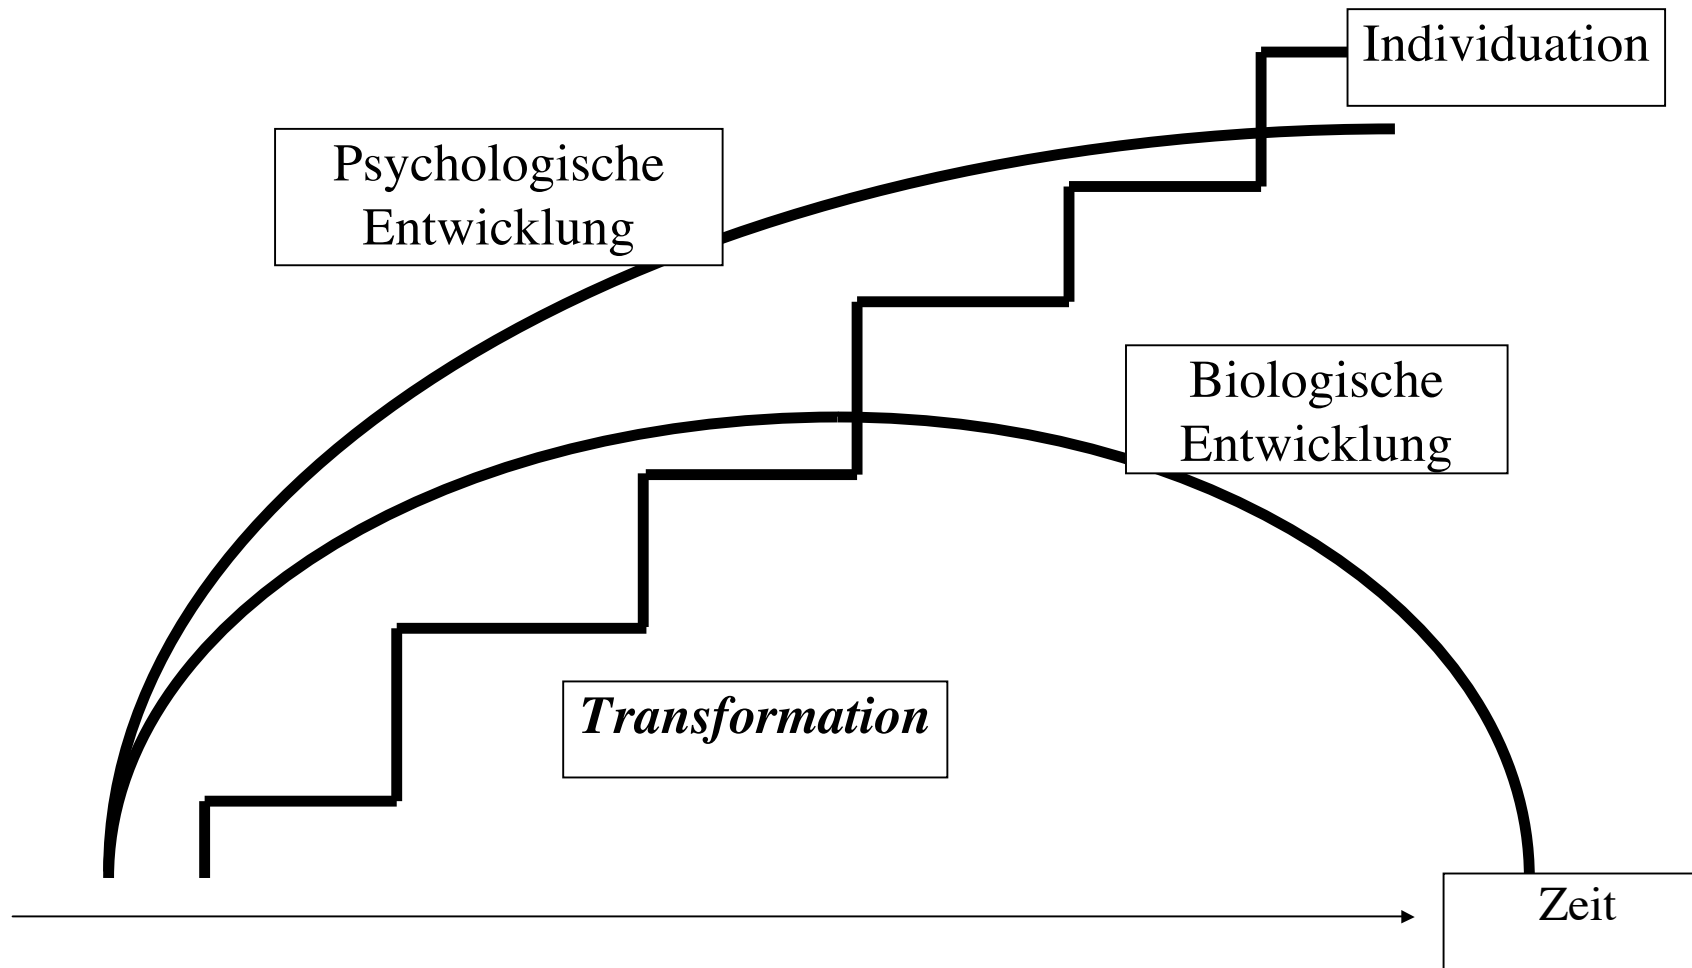 Individuation
Psychologische
Entwicklung
Biologische
Entwicklung
Transformation
Zeit